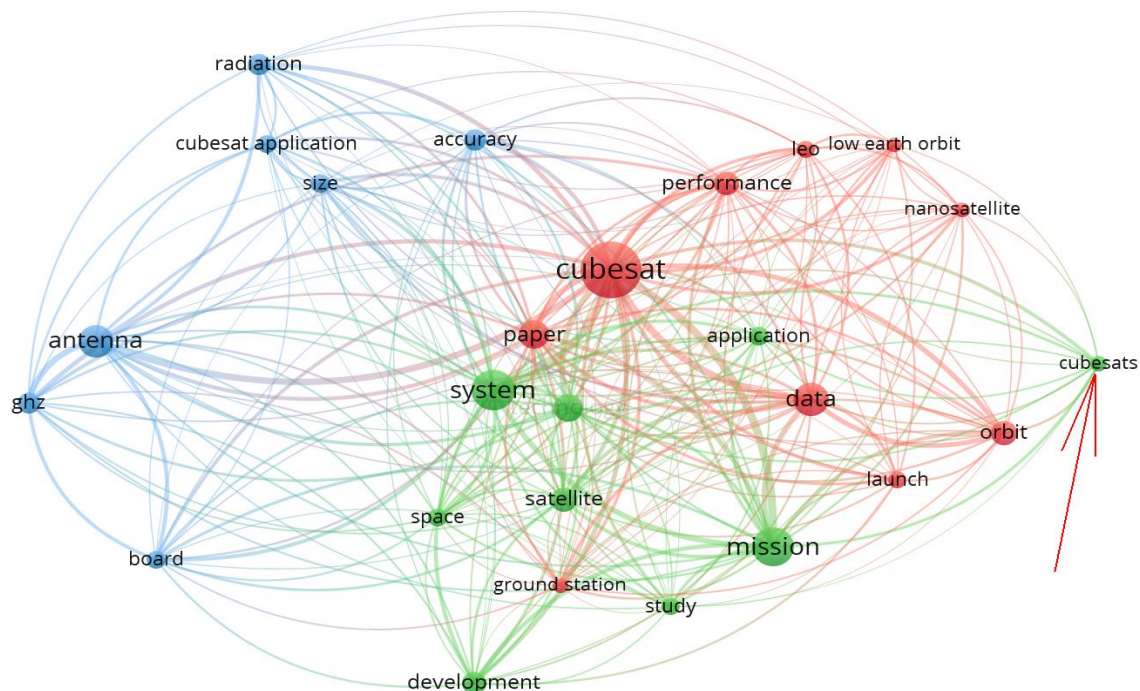 radiation
cubesat application
accuracy
size
leo
low earth orbit
performance
nanosatellite
cubesat
antenna
paper
application
cubesats
system
data
ghz
orbit
launch
satellite
space
mission
board
ground station
study
development